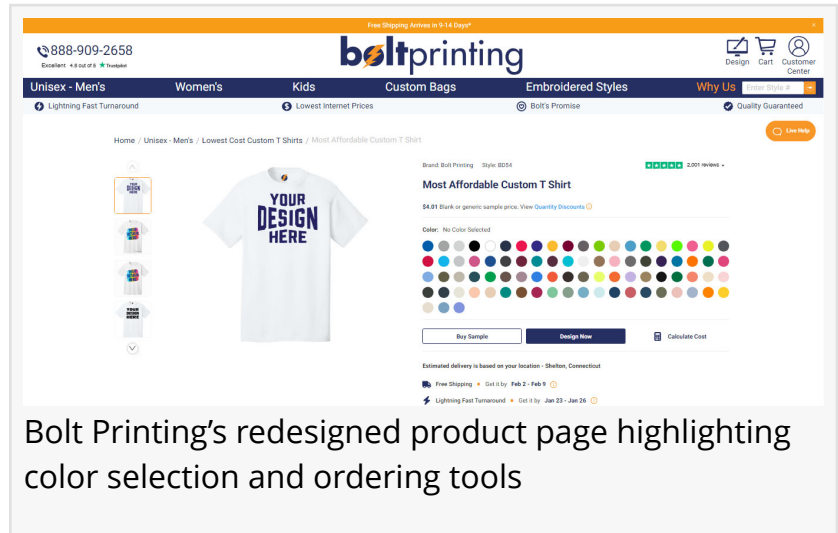 Free Shipping Arrives in 9-14 Days*
×
888-909-2658
Excellent 4.8 out of 5 ★ Trustpilot
boltprinting
Design Cart Customer Center
Unisex - Men's Women's Kids Custom Bags Embroidered Styles Why Us Enter Style #
Lightning Fast Turnaround Lowest Internet Prices Bolt's Promise Quality Guaranteed
Live Help
Home / Unisex - Men's / Lowest Cost Custom T Shirts / Most Affordable Custom T Shirt
Brand: Bolt Printing Style: BD54 2,001 reviews
YOUR
DESIGN
HERE
YOUR
DESIGN
HERE
YOUR
DESIGN
HERE
Most Affordable Custom T Shirt
$4.01 Blank or generic sample price. View Quantity Discounts
Color: No Color Selected
Buy Sample Design Now Calculate Cost
Estimated delivery is based on your location - Shelton, Connecticut
Free Shipping • Get it by Feb 2 - Feb 9
Lightning Fast Turnaround • Get it by Jan 23 - Jan 26
Bolt Printing's redesigned product page highlighting
color selection and ordering tools